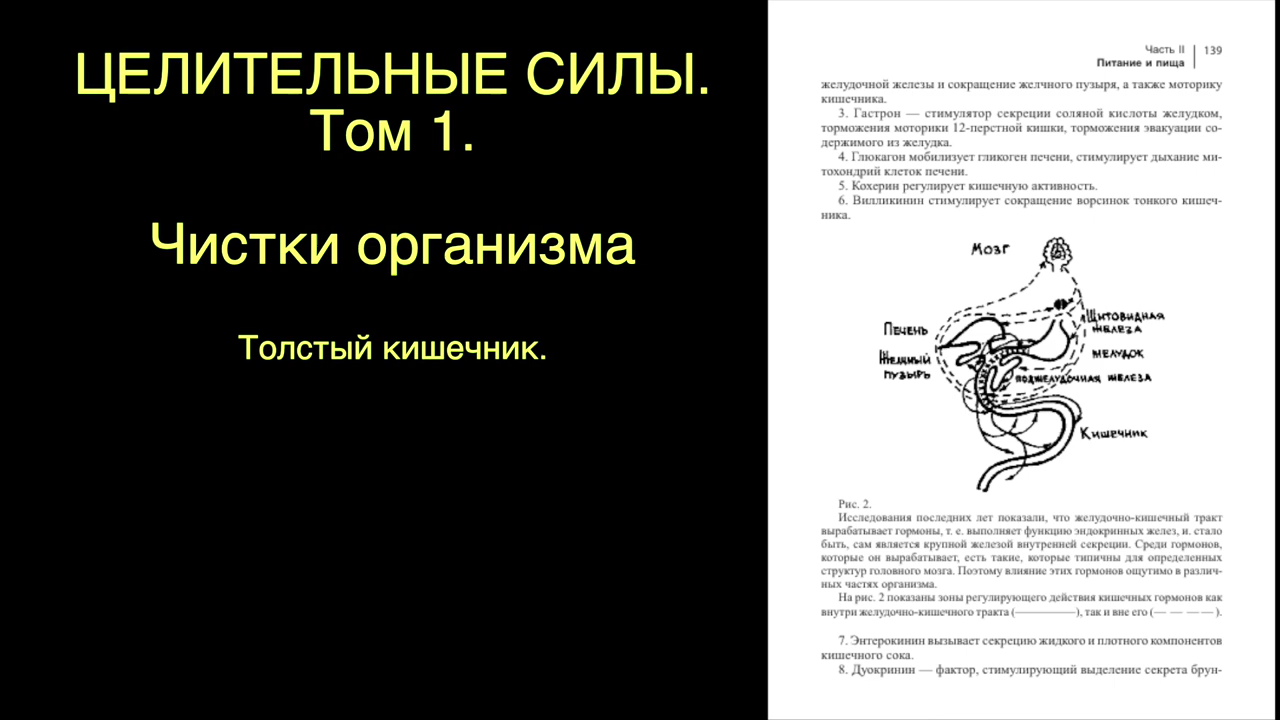 ЦЕЛИТЕЛЬНЫЕ СИЛЫ.
Том 1.
Чистки организма
Толстый кишечник.
Часть II
139
Питание и пища
желудочной железы и сокращение желчного пузыря, а также моторику
кишечника.
3. Гастрон — стимулятор секреции соляной кислоты желудком,
торможения моторики 12-перстной кишки, торможения эвакуации со-
держимого из желудка.
4. Глюкагон мобилизует гликоген печени, стимулирует дыхание ми-
тохондрий клеток печени.
5. Кохерин регулирует кишечную активность.
6. Вилликинин стимулирует сокращение ворсинок тонкого кишеч-
ника.
Мозг
Щитовидная
железа
Печень
Желчный
пузырь
желудок
поджелудочная железа
Кишечник
Рис. 2.
Исследования последних лет показали, что желудочно-кишечный тракт
вырабатывает гормоны, т. е. выполняет функцию эндокринных желез, и. стало
быть, сам является крупной железой внутренней секреции. Среди гормонов,
которые он вырабатывает, есть такие, которые типичны для определенных
структур головного мозга. Поэтому влияние этих гормонов ощутимо в различ-
ных частях организма.
На рис. 2 показаны зоны регулирующего действия кишечных гормонов как
внутри желудочно-кишечного тракта (————), так и вне его (— — — —).
7. Энтерокинин вызывает секрецию жидкого и плотного компонентов
кишечного сока.
8. Дуокринин — фактор, стимулирующий выделение секрета брун-